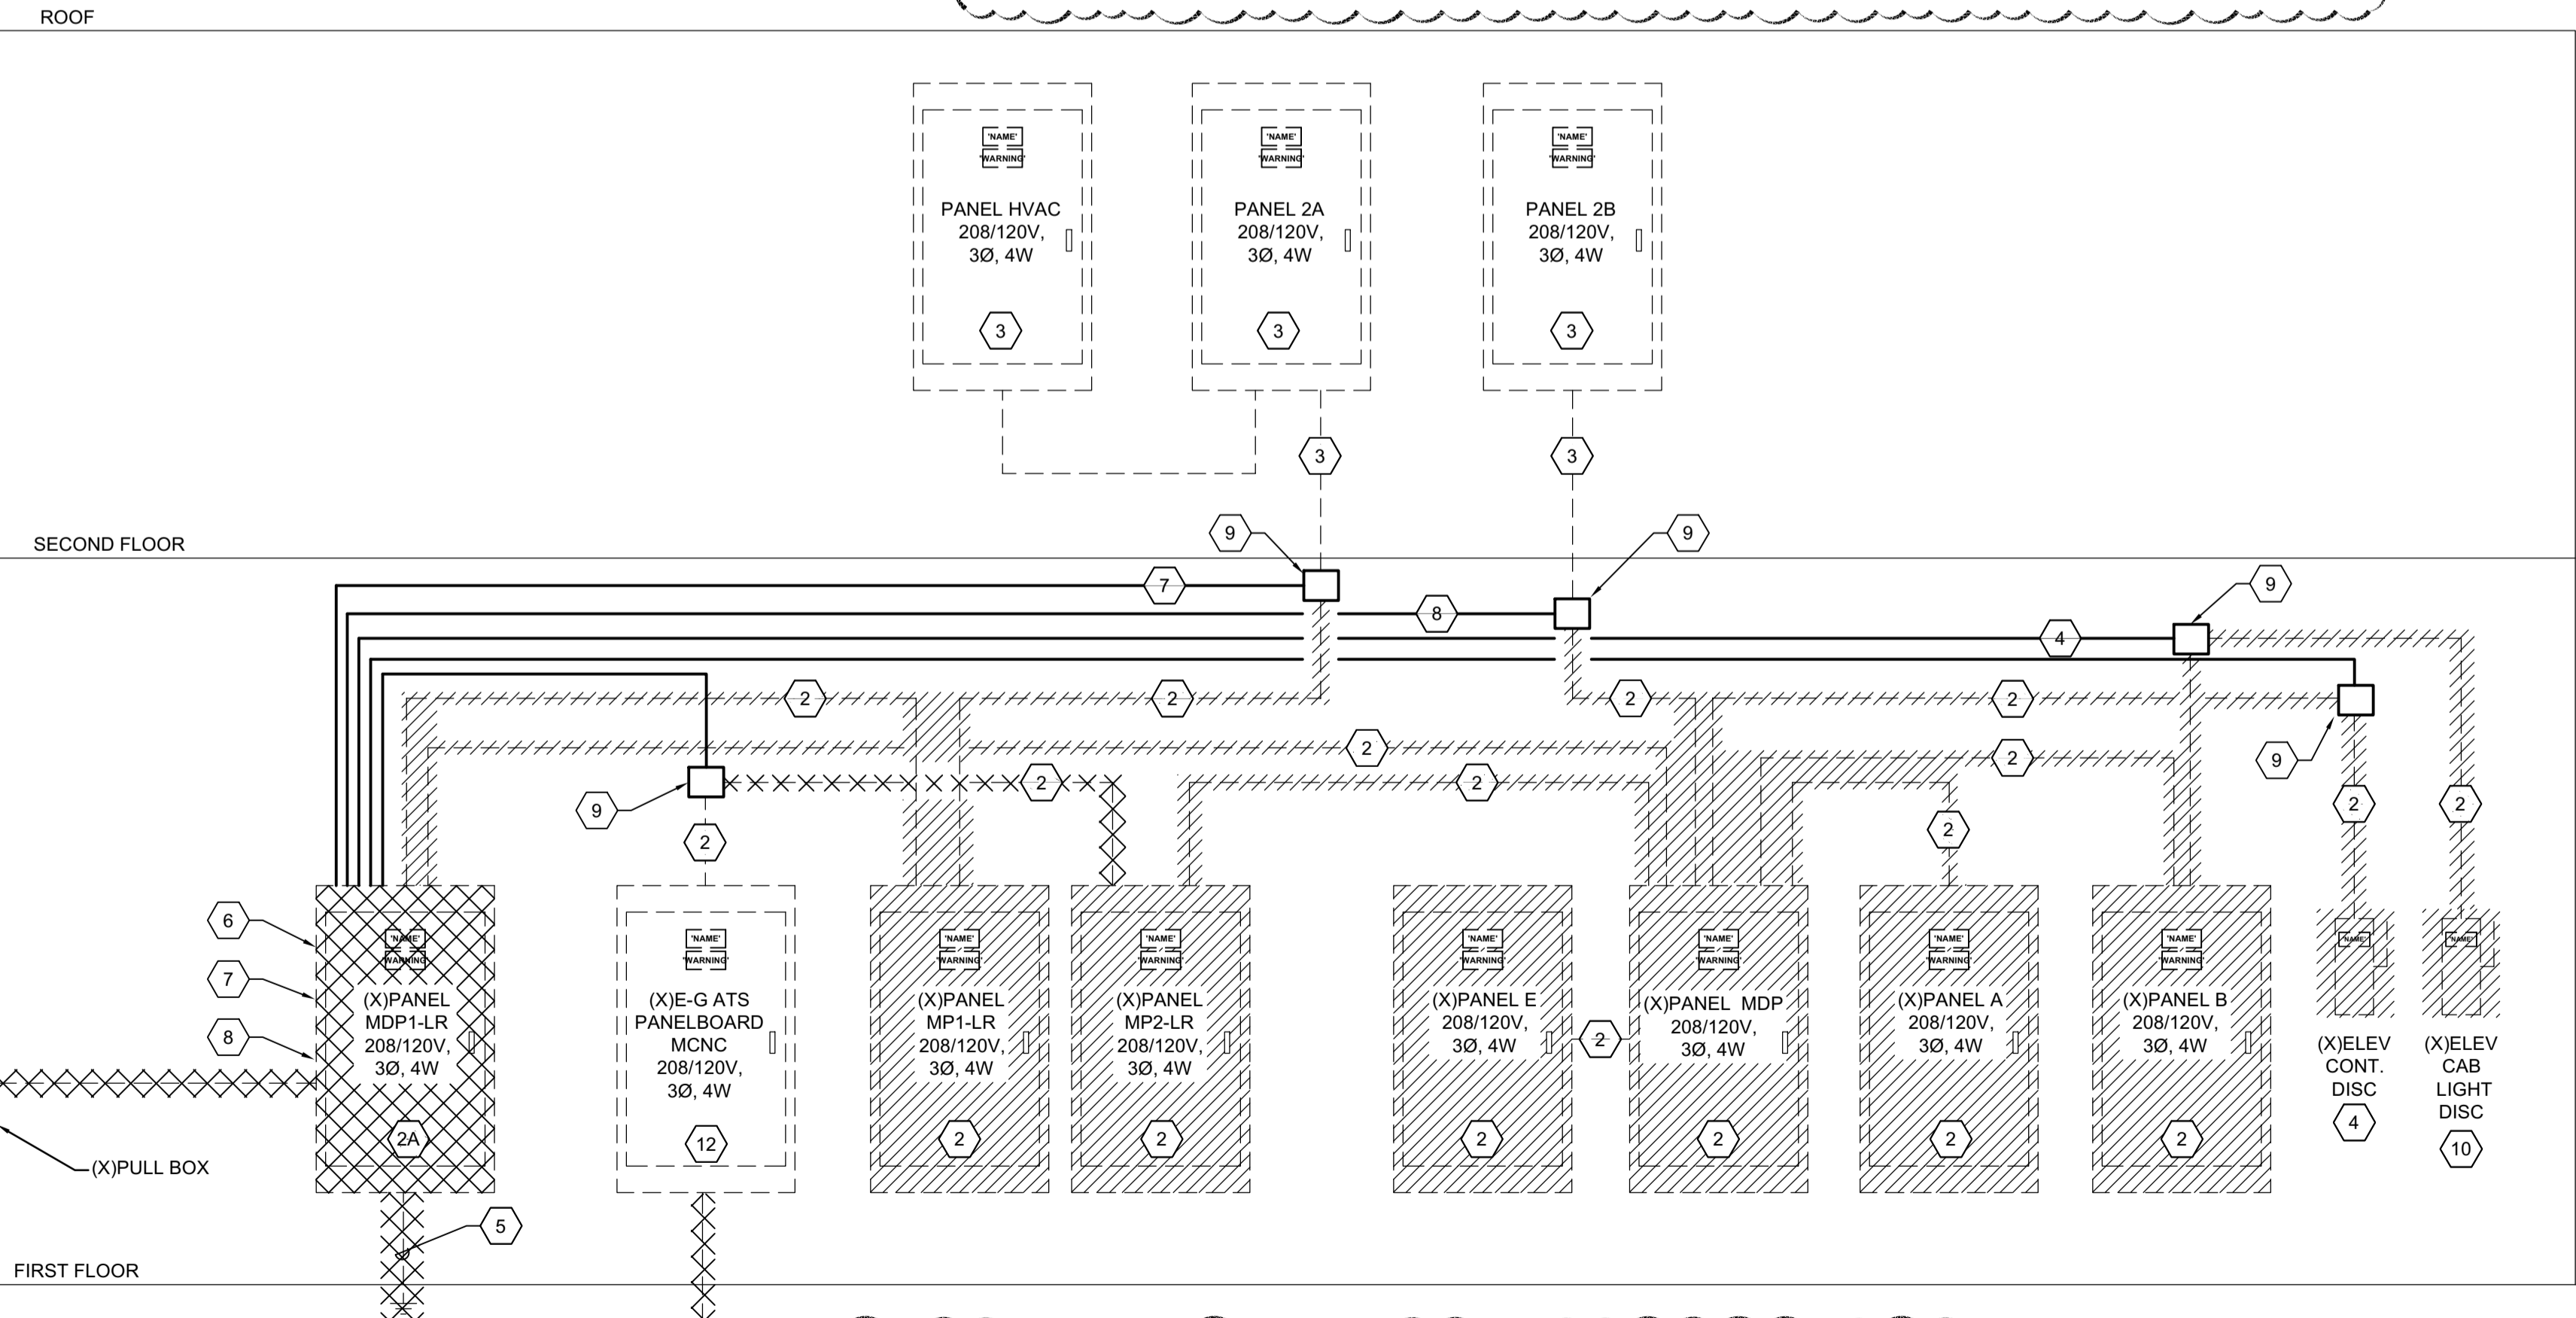 ROOF
'NAME'
'WARNING'
PANEL HVAC
208/120V,
3Ø, 4W
3
'NAME'
'WARNING'
PANEL 2A
208/120V,
3Ø, 4W
3
'NAME'
'WARNING'
PANEL 2B
208/120V,
3Ø, 4W
3
3
3
SECOND FLOOR
9
9
9
7
8
4
2
2
2
2
2
2
2
2
9
9
2
2
2
2
2
6
7
8
'NAME'
'WARNING'
(X)PANEL
MDP1-LR
208/120V,
3Ø, 4W
2A
'NAME'
'WARNING'
(X)E-G ATS
PANELBOARD
MCNC
208/120V,
3Ø, 4W
12
'NAME'
'WARNING'
(X)PANEL
MP1-LR
208/120V,
3Ø, 4W
2
'NAME'
'WARNING'
(X)PANEL
MP2-LR
208/120V,
3Ø, 4W
2
'NAME'
'WARNING'
(X)PANEL E
208/120V,
3Ø, 4W
2
2
'NAME'
'WARNING'
(X)PANEL MDP
208/120V,
3Ø, 4W
2
'NAME'
'WARNING'
(X)PANEL A
208/120V,
3Ø, 4W
2
'NAME'
'WARNING'
(X)PANEL B
208/120V,
3Ø, 4W
2
'NAME'
(X)ELEV
CONT.
DISC
4
'NAME'
(X)ELEV
CAB
LIGHT
DISC
10
(X)PULL BOX
5
FIRST FLOOR